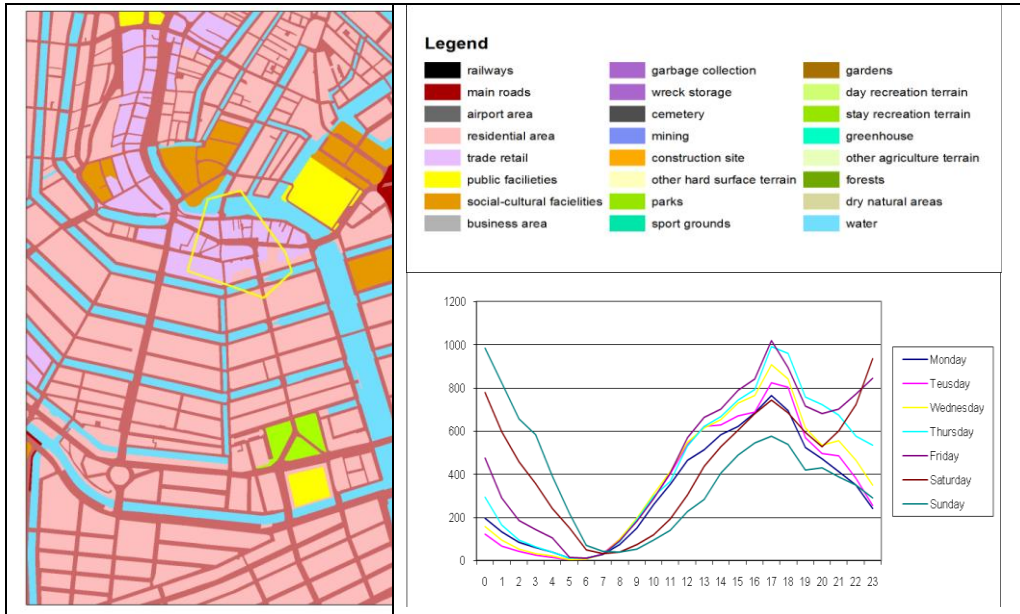 Legend
railways garbage collection gardens
main roads wreck storage day recreation terrain
airport area cemetery stay recreation terrain
residential area mining greenhouse
trade retail construction site other agriculture terrain
public facilieties other hard surface terrain forests
social-cultural facielities parks dry natural areas
business area sport grounds water
1200
1000
800
600
400
200
0
0 1 2 3 4 5 6 7 8 9 10 11 12 13 14 15 16 17 18 19 20 21 22 23
Monday
Teusday
Wednesday
Thursday
Friday
Saturday
Sunday